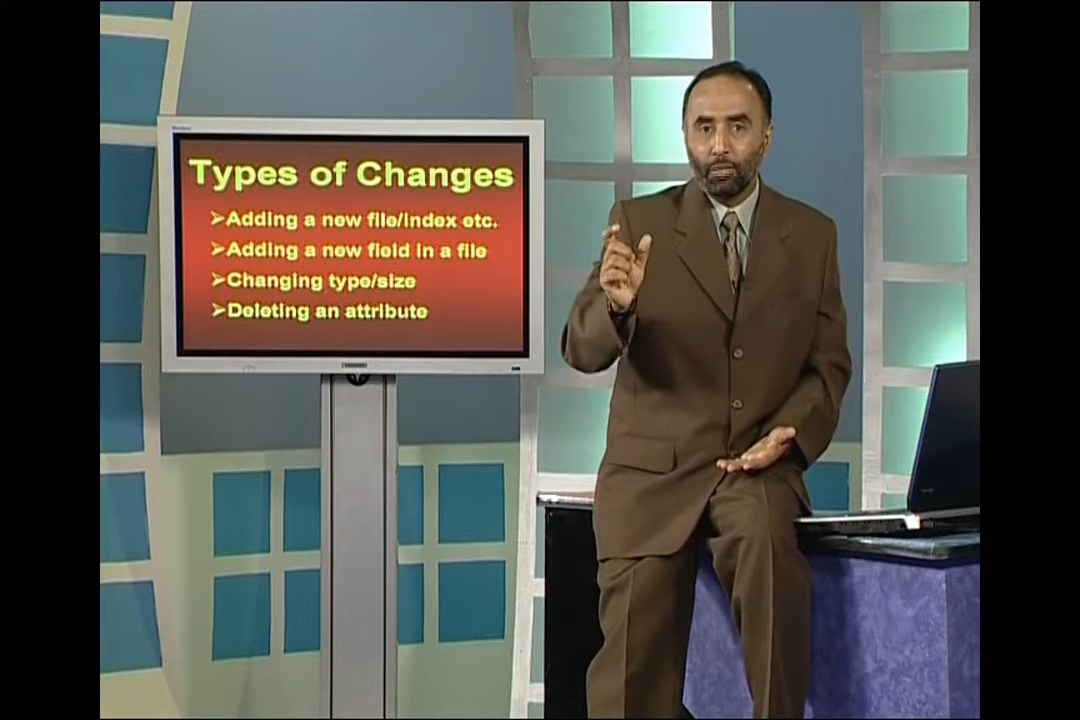 Types of Changes
➢Adding a new file/index etc.
➢Adding a new field in a file
➢Changing type/size
➢Deleting an attribute